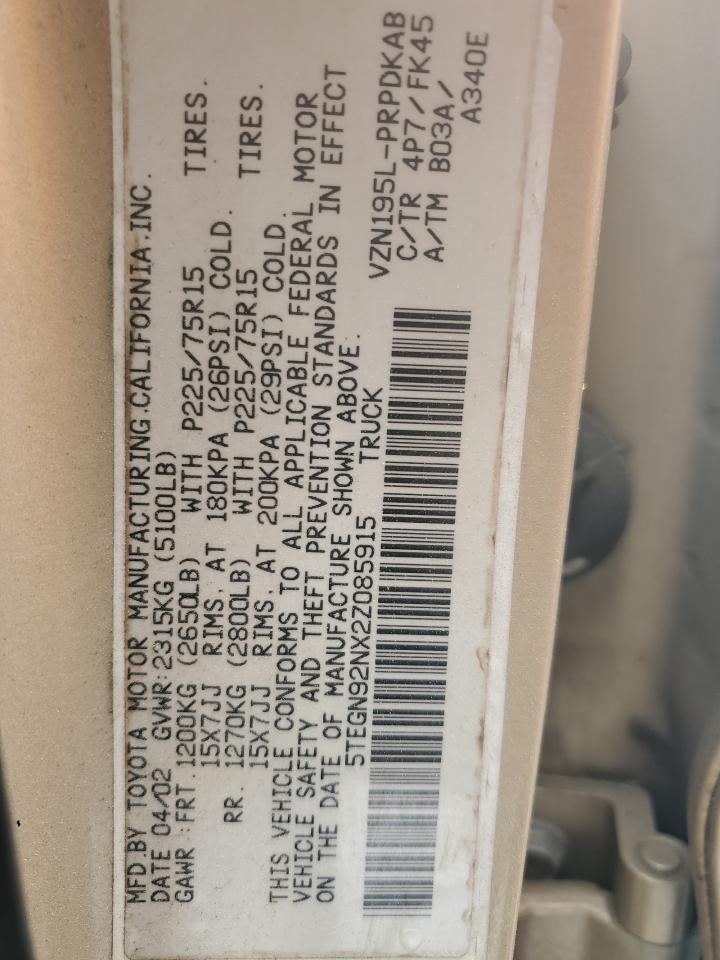 MFD.BY TOYOTA MOTOR MANUFACTURING.CALIFORNIA.INC.
DATE 04/02 GVWR:2315KG (5100LB)
GAWR :FRT.1200KG (2650LB) WITH P225/75R15 TIRES.
15X7JJ RIMS, AT 180KPA (26PSI) COLD.
RR. 1270KG (2800LB) WITH P225/75R15 TIRES.
15X7JJ RIMS, AT 200KPA (29PSI) COLD.
THIS VEHICLE CONFORMS TO ALL APPLICABLE FEDERAL MOTOR
VEHICLE SAFETY AND THEFT PREVENTION STANDARDS IN EFFECT
ON THE DATE OF MANUFACTURE SHOWN ABOVE.
5TEGN92NX2Z085915 TRUCK
VZN195L-PRPDKAB
C/TR 4P7/FK45
A/TM B03A/
A340E